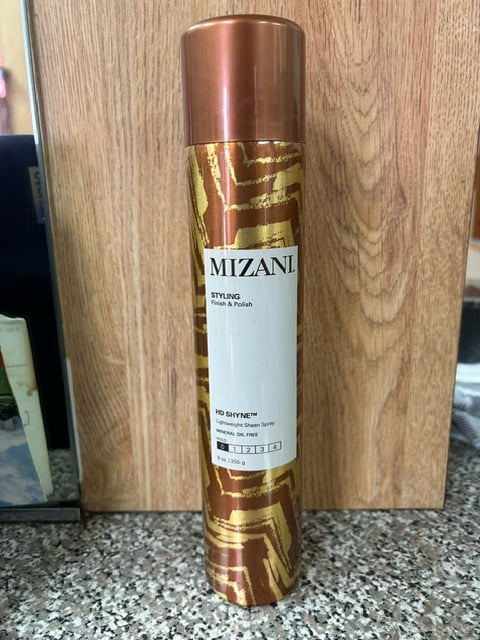 MIZANI.
STYLING
Finish & Polish
HD SHYNE™
Lightweight Sheen Spray
MINERAL OIL FREE
HOLD
0 1 2 3 4
9 oz. / 255 g